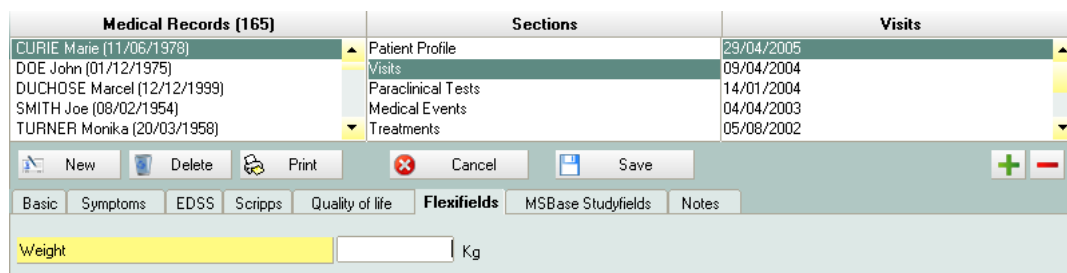 Medical Records (165) Sections Visits
CURIE Marie (11/06/1978) Patient Profile 29/04/2005
DOE John (01/12/1975) Visits 09/04/2004
DUCHOSE Marcel (12/12/1999) Paraclinical Tests 14/01/2004
SMITH Joe (08/02/1954) Medical Events 04/04/2003
TURNER Monika (20/03/1958) Treatments 05/08/2002
New Delete Print Cancel Save
Basic Symptoms EDSS Scripps Quality of life Flexifields MSBase Studyfields Notes
Weight Kg